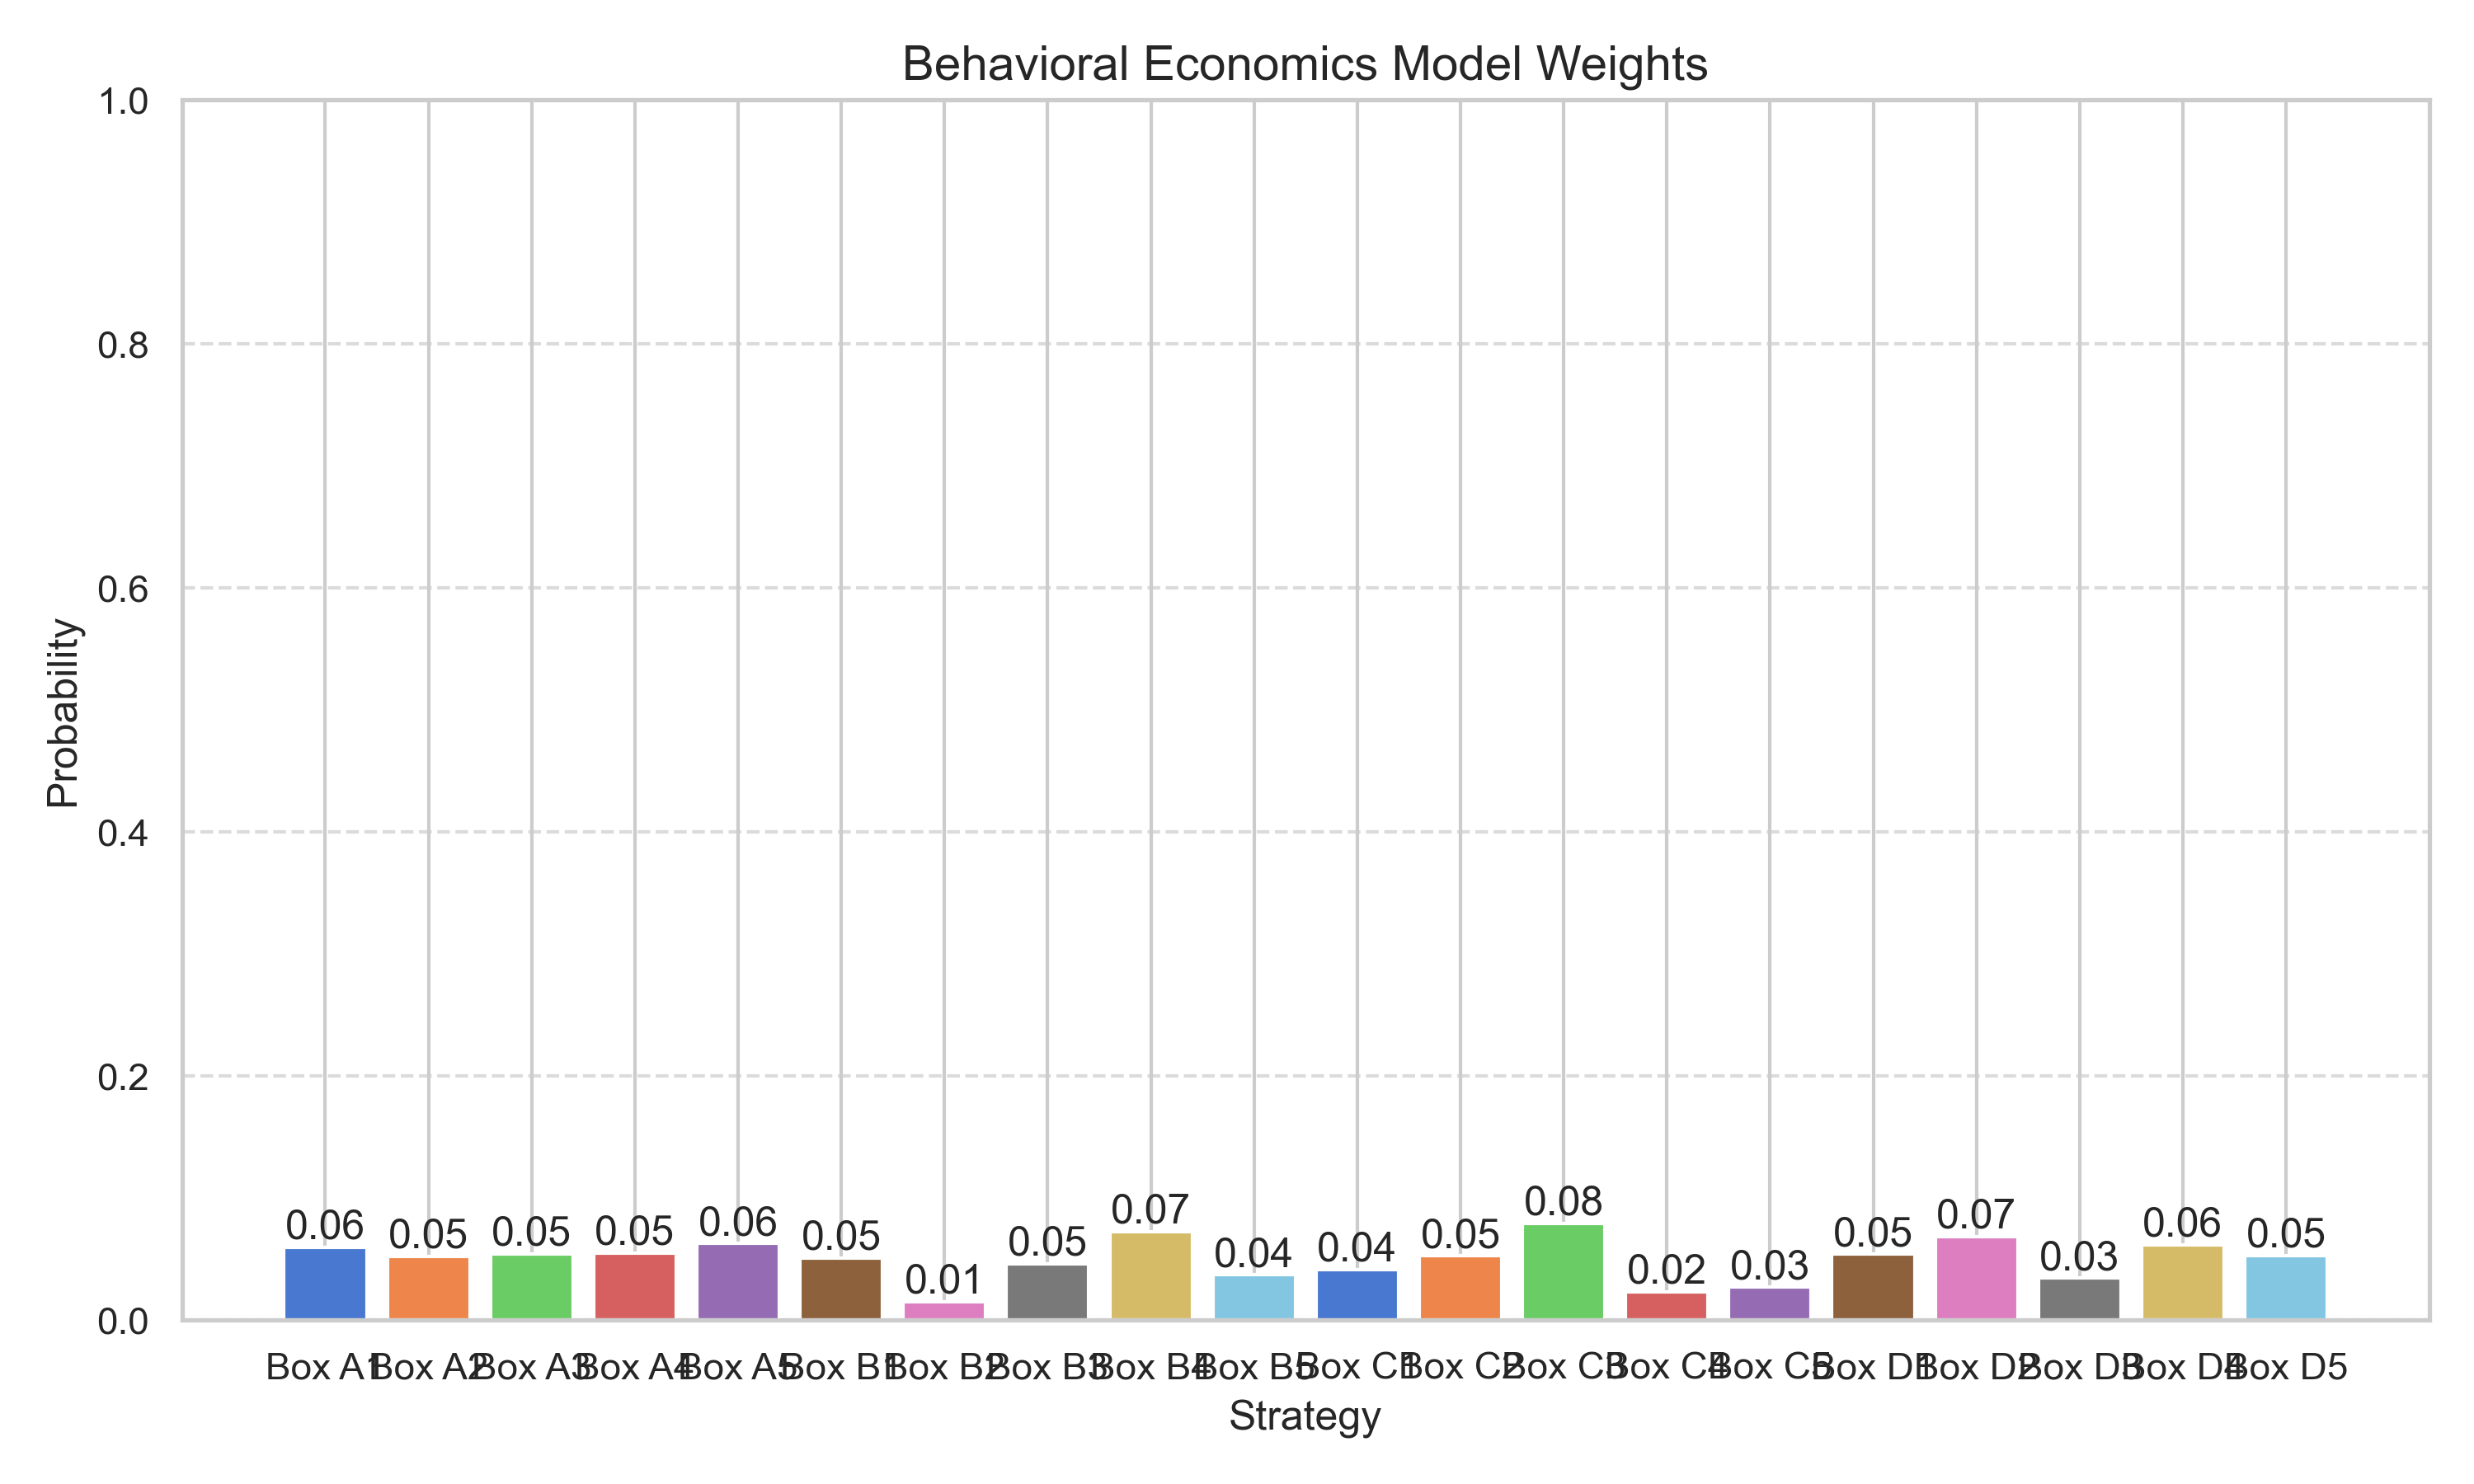 Behavioral Economics Model Weights
1.0
0.8
0.6
0.4
0.2
0.0
Probability
0.06 0.05 0.05 0.05 0.06 0.05 0.01 0.05 0.07 0.04 0.04 0.05 0.08 0.02 0.03 0.05 0.07 0.03 0.06 0.05
Box A1 Box A2 Box A3 Box A4 Box A5 Box B1 Box B2 Box B3 Box B4 Box B5 Box C1 Box C2 Box C3 Box C4 Box C5 Box D1 Box D2 Box D3 Box D4 Box D5
Strategy